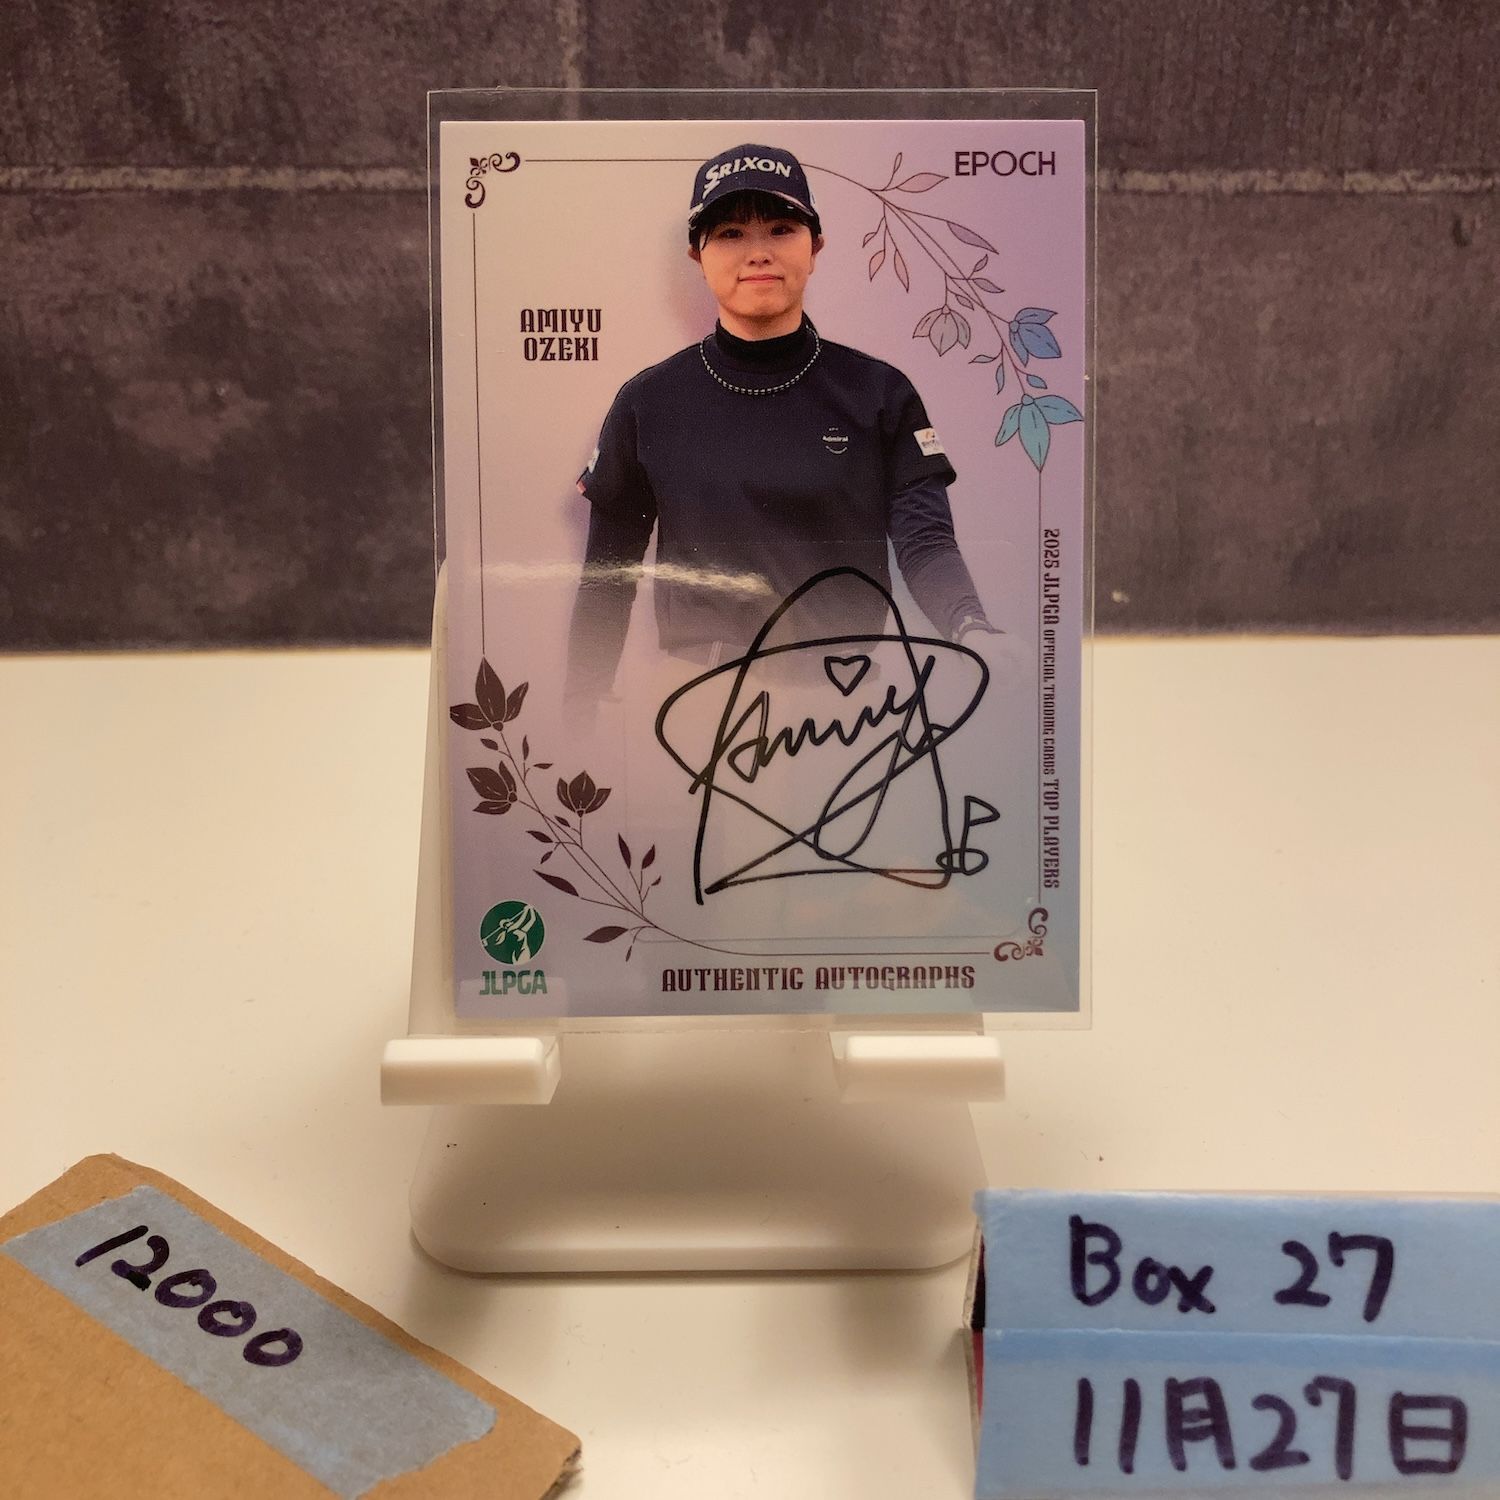 EPOCH
SRIXON
AMIYU
OZEKI
Admiral
2025 JLPGA OFFICIAL TRADING CARDS TOP PLAYERS
Amiyu
JLPGA
AUTHENTIC AUTOGRAPHS
12000
Box 27
11月27日